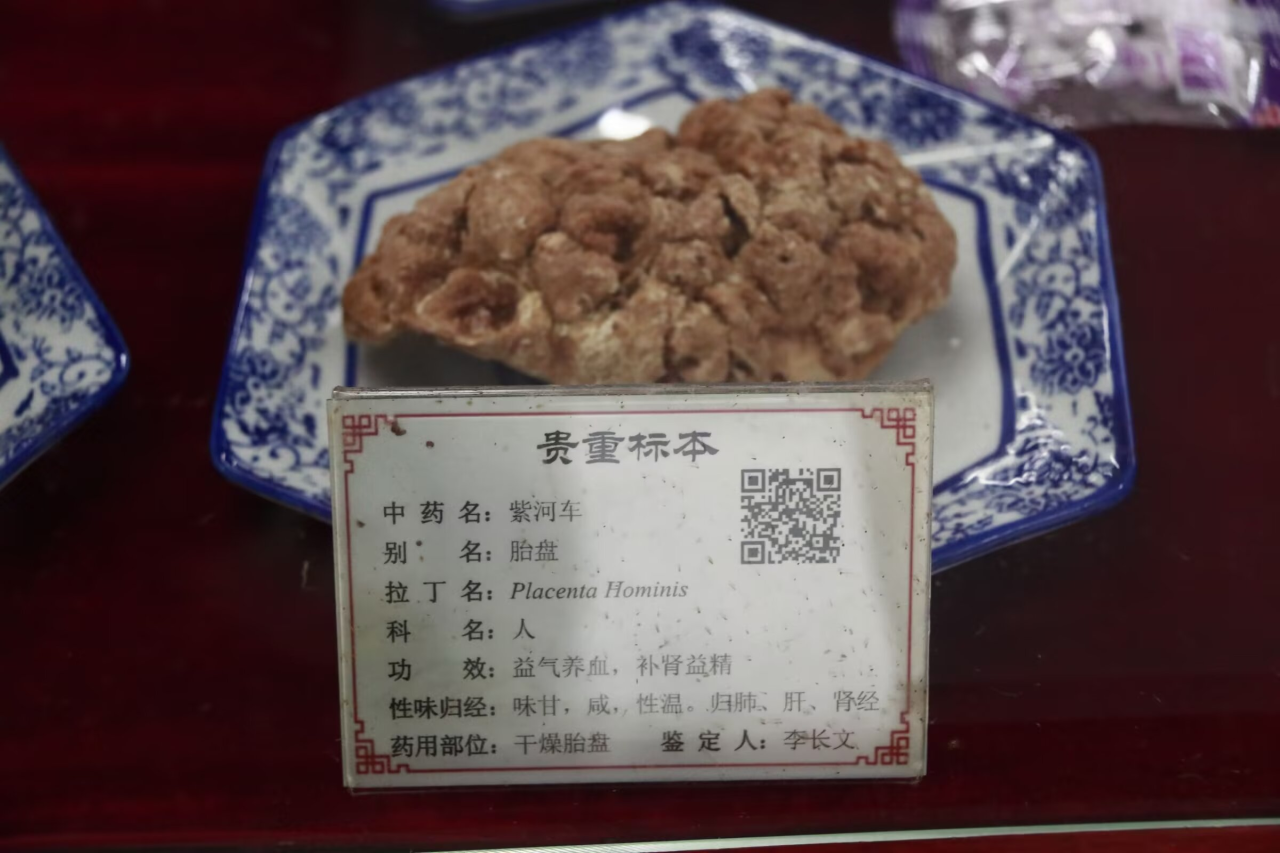 贵重标本
中药名：紫河车
别名：胎盘
拉丁名：Placenta Hominis
科名：人
功效：益气养血，补肾益精
性味归经：味甘，咸，性温。归肺、肝、肾经
药用部位：干燥胎盘 鉴定人：李长文